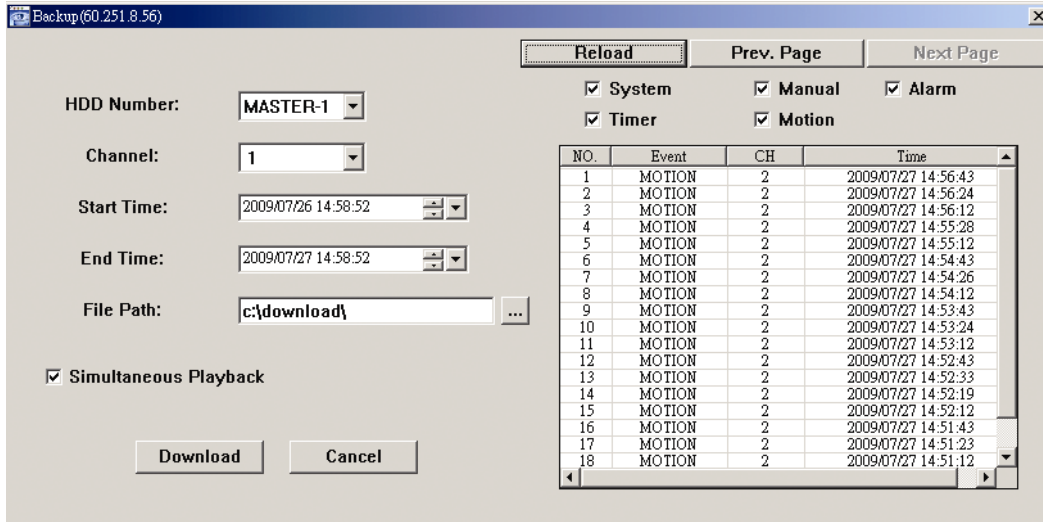 Backup(60.251.8.56)
Reload Prev. Page Next Page
System Manual Alarm
Timer Motion
HDD Number: MASTER-1
Channel: 1
Start Time: 2009/07/26 14:58:52
End Time: 2009/07/27 14:58:52
File Path: c:\download\ ...
Simultaneous Playback
Download Cancel
NO. Event CH Time
1 MOTION 2 2009/07/27 14:56:43
2 MOTION 2 2009/07/27 14:56:24
3 MOTION 2 2009/07/27 14:56:12
4 MOTION 2 2009/07/27 14:55:28
5 MOTION 2 2009/07/27 14:55:12
6 MOTION 2 2009/07/27 14:54:43
7 MOTION 2 2009/07/27 14:54:26
8 MOTION 2 2009/07/27 14:54:12
9 MOTION 2 2009/07/27 14:53:43
10 MOTION 2 2009/07/27 14:53:24
11 MOTION 2 2009/07/27 14:53:12
12 MOTION 2 2009/07/27 14:52:43
13 MOTION 2 2009/07/27 14:52:33
14 MOTION 2 2009/07/27 14:52:19
15 MOTION 2 2009/07/27 14:52:12
16 MOTION 2 2009/07/27 14:51:43
17 MOTION 2 2009/07/27 14:51:23
18 MOTION 2 2009/07/27 14:51:12